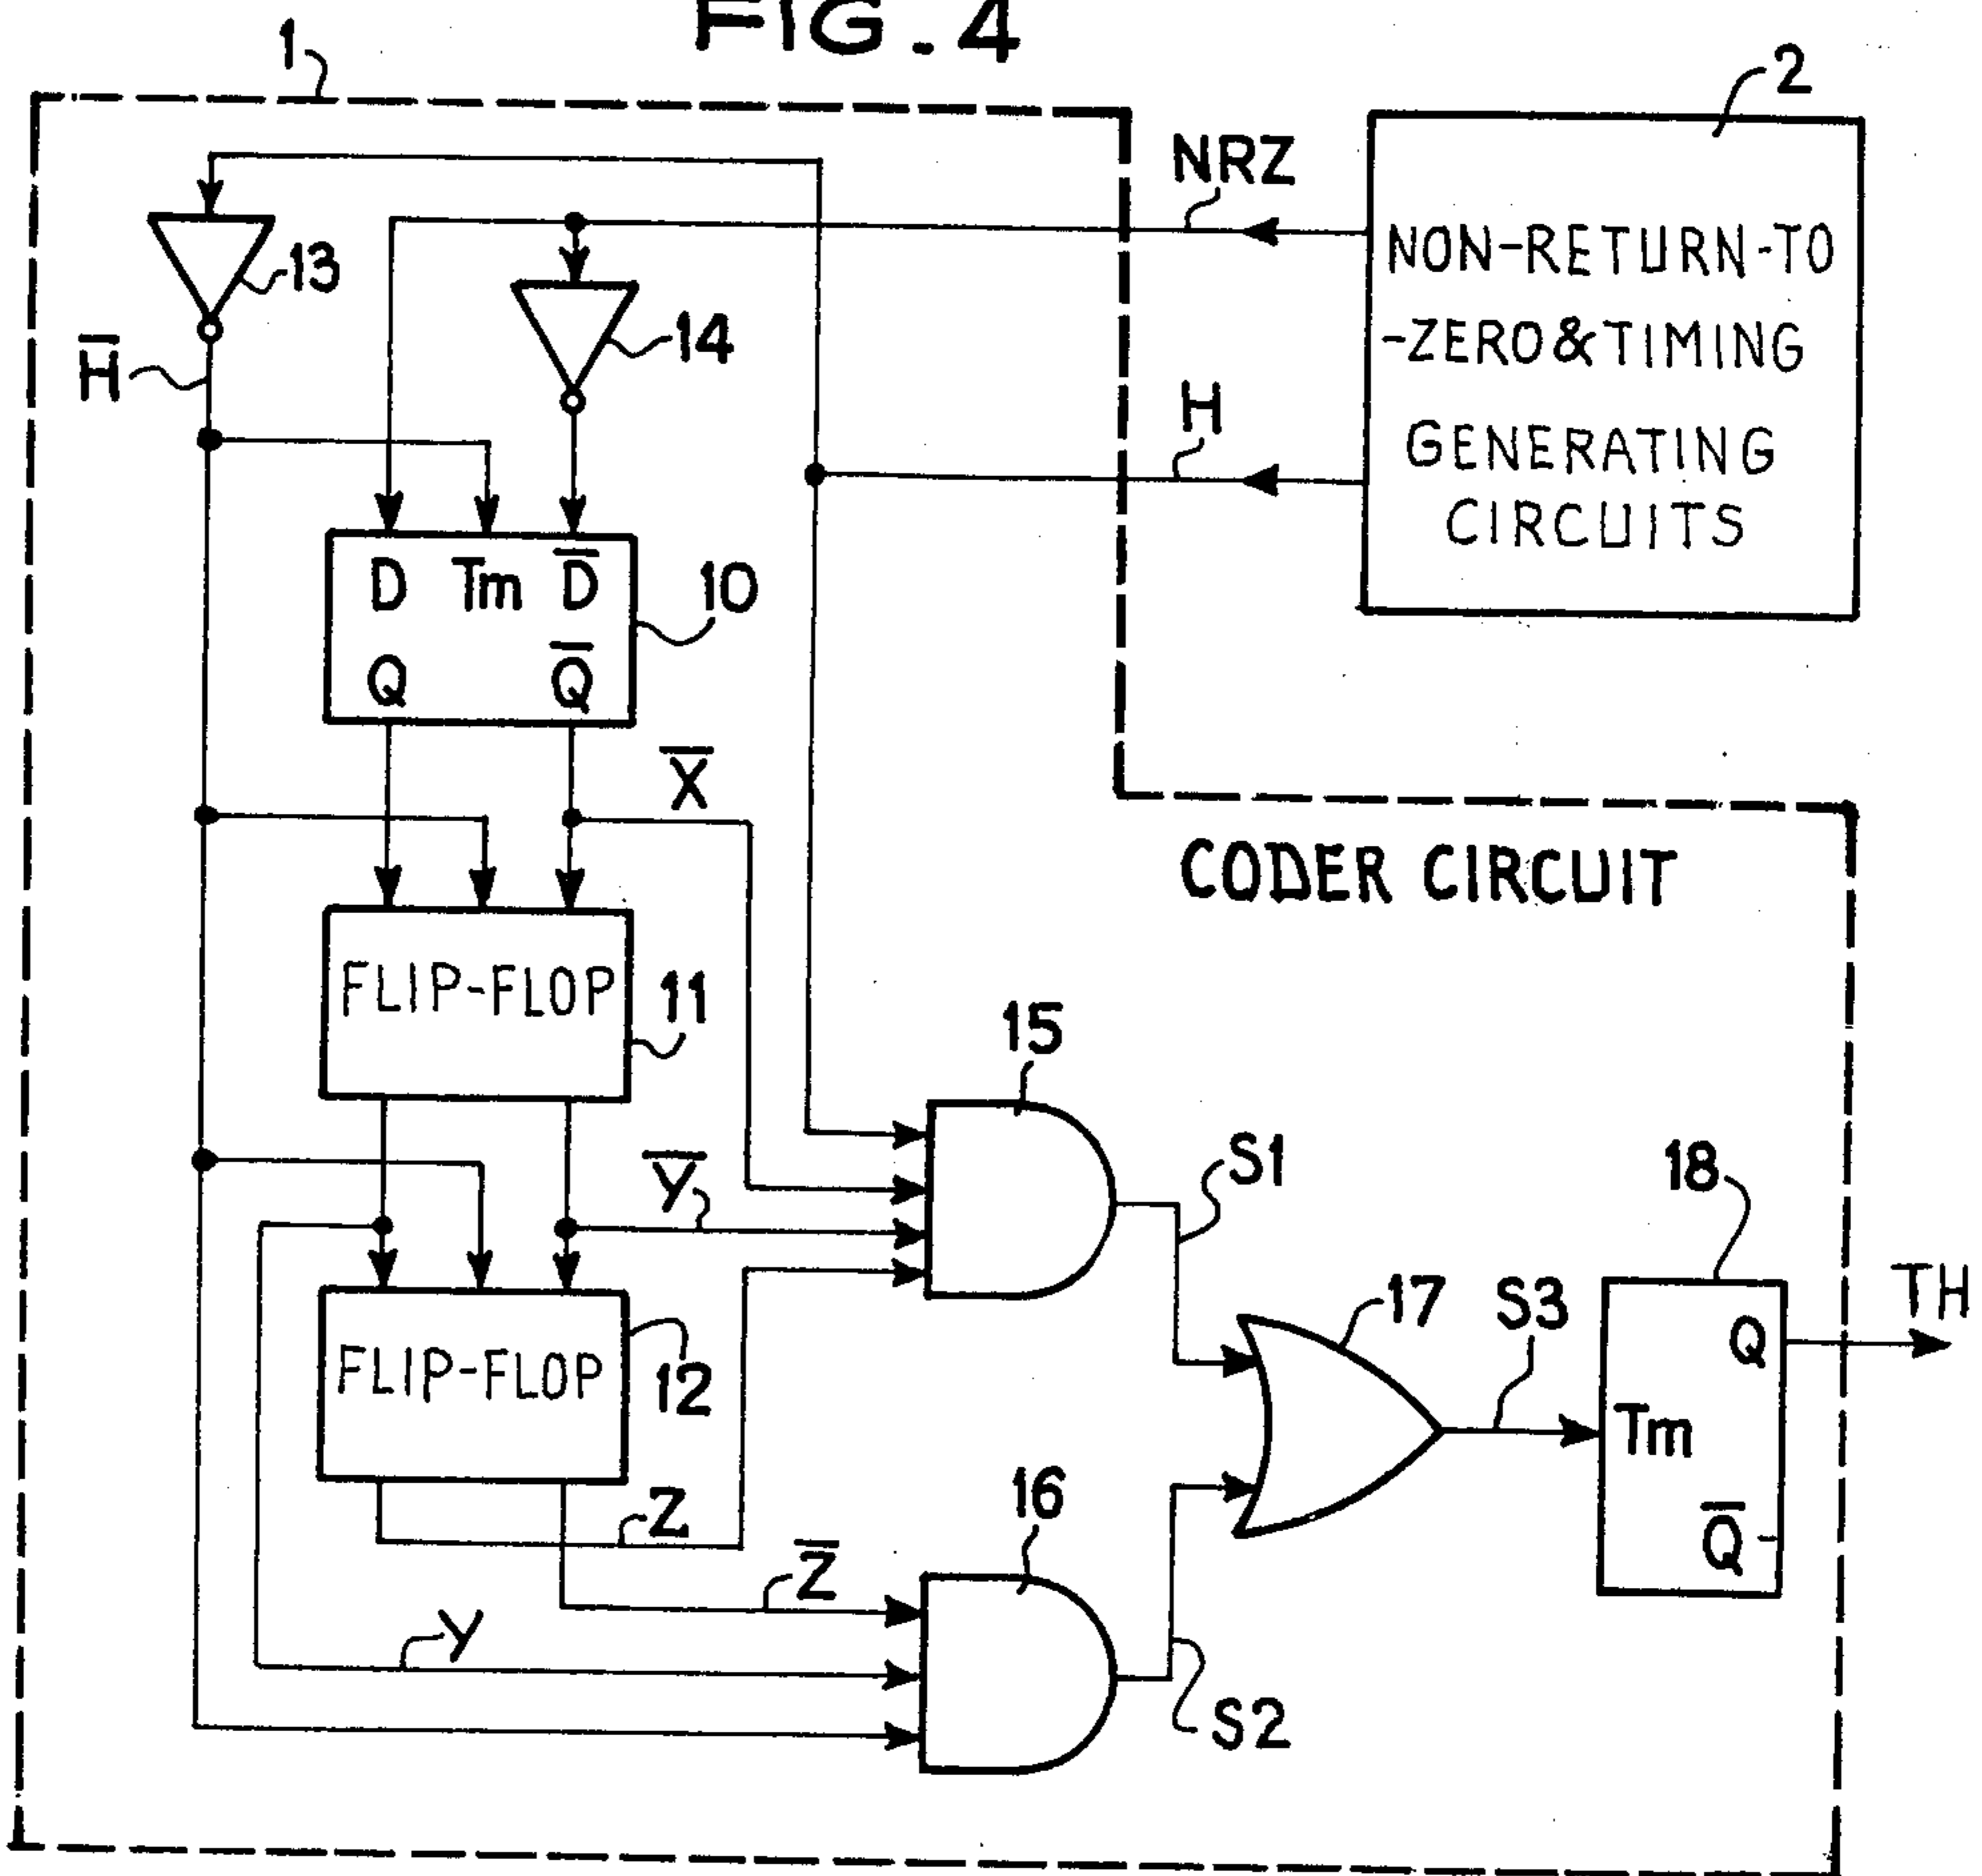 FIG. 4
1
2
NRZ
NON-RETURN-TO
-ZERO & TIMING
GENERATING
CIRCUITS
13
14
H̅
H
D Tm D̅
10
Q Q̅
X̅
CODER CIRCUIT
FLIP-FLOP
11
15
Y̅
S1
18
FLIP-FLOP
12
17
S3
Q
TH
Tm
Z
16
Q̅
Z̅
Y
S2